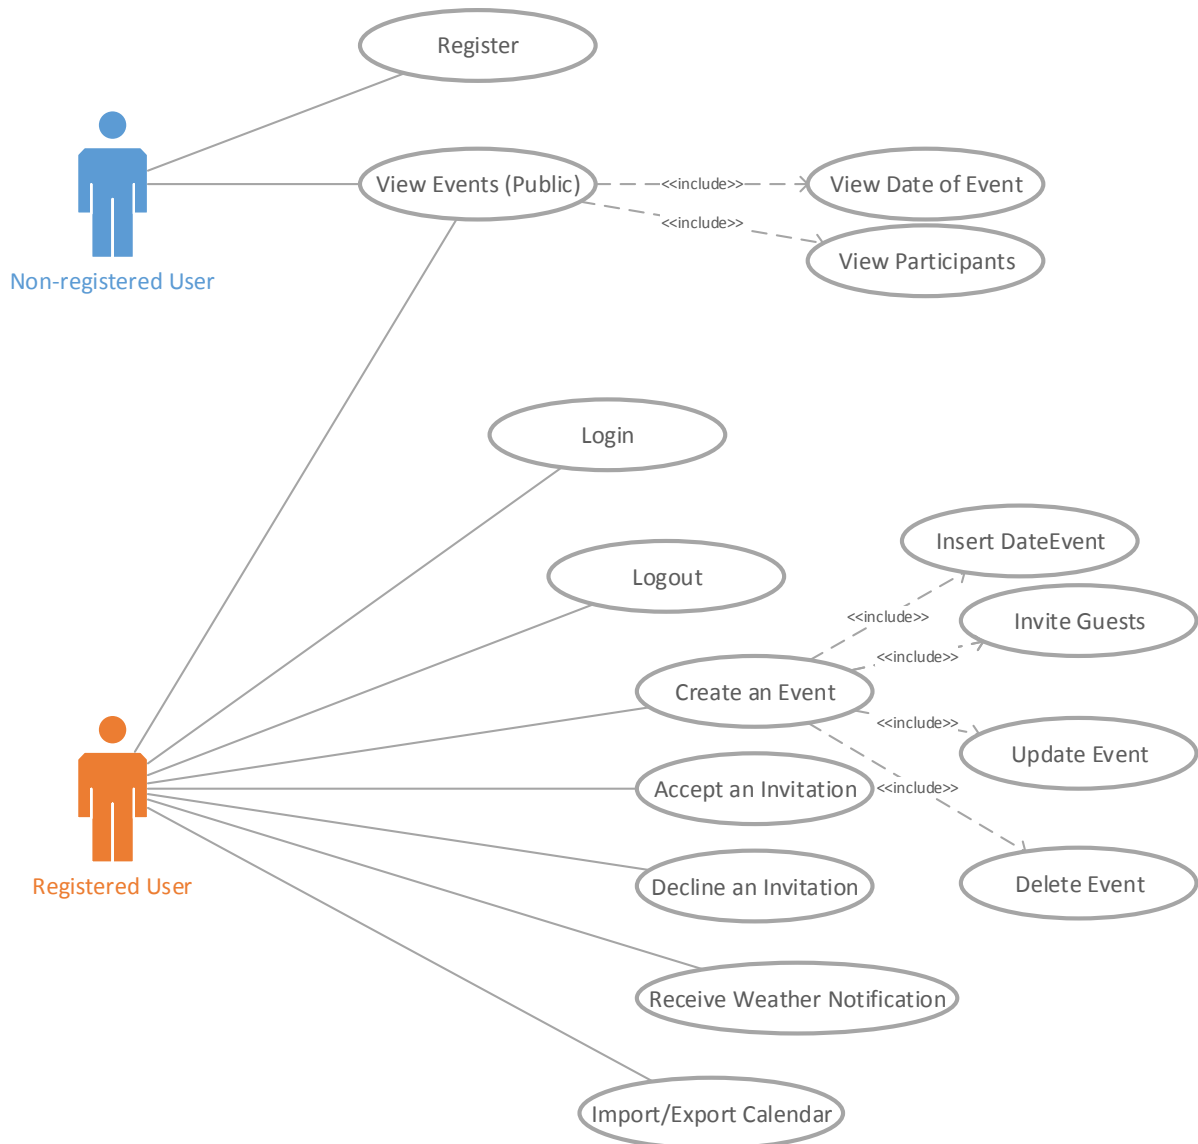 Register
View Events (Public)
<<include>>
View Date of Event
<<include>>
View Participants
Non-registered User
Login
Insert DateEvent
Logout
<<include>>
Invite Guests
<<include>>
Create an Event
<<include>>
Update Event
Accept an Invitation
<<include>>
Registered User
Decline an Invitation
Delete Event
Receive Weather Notification
Import/Export Calendar